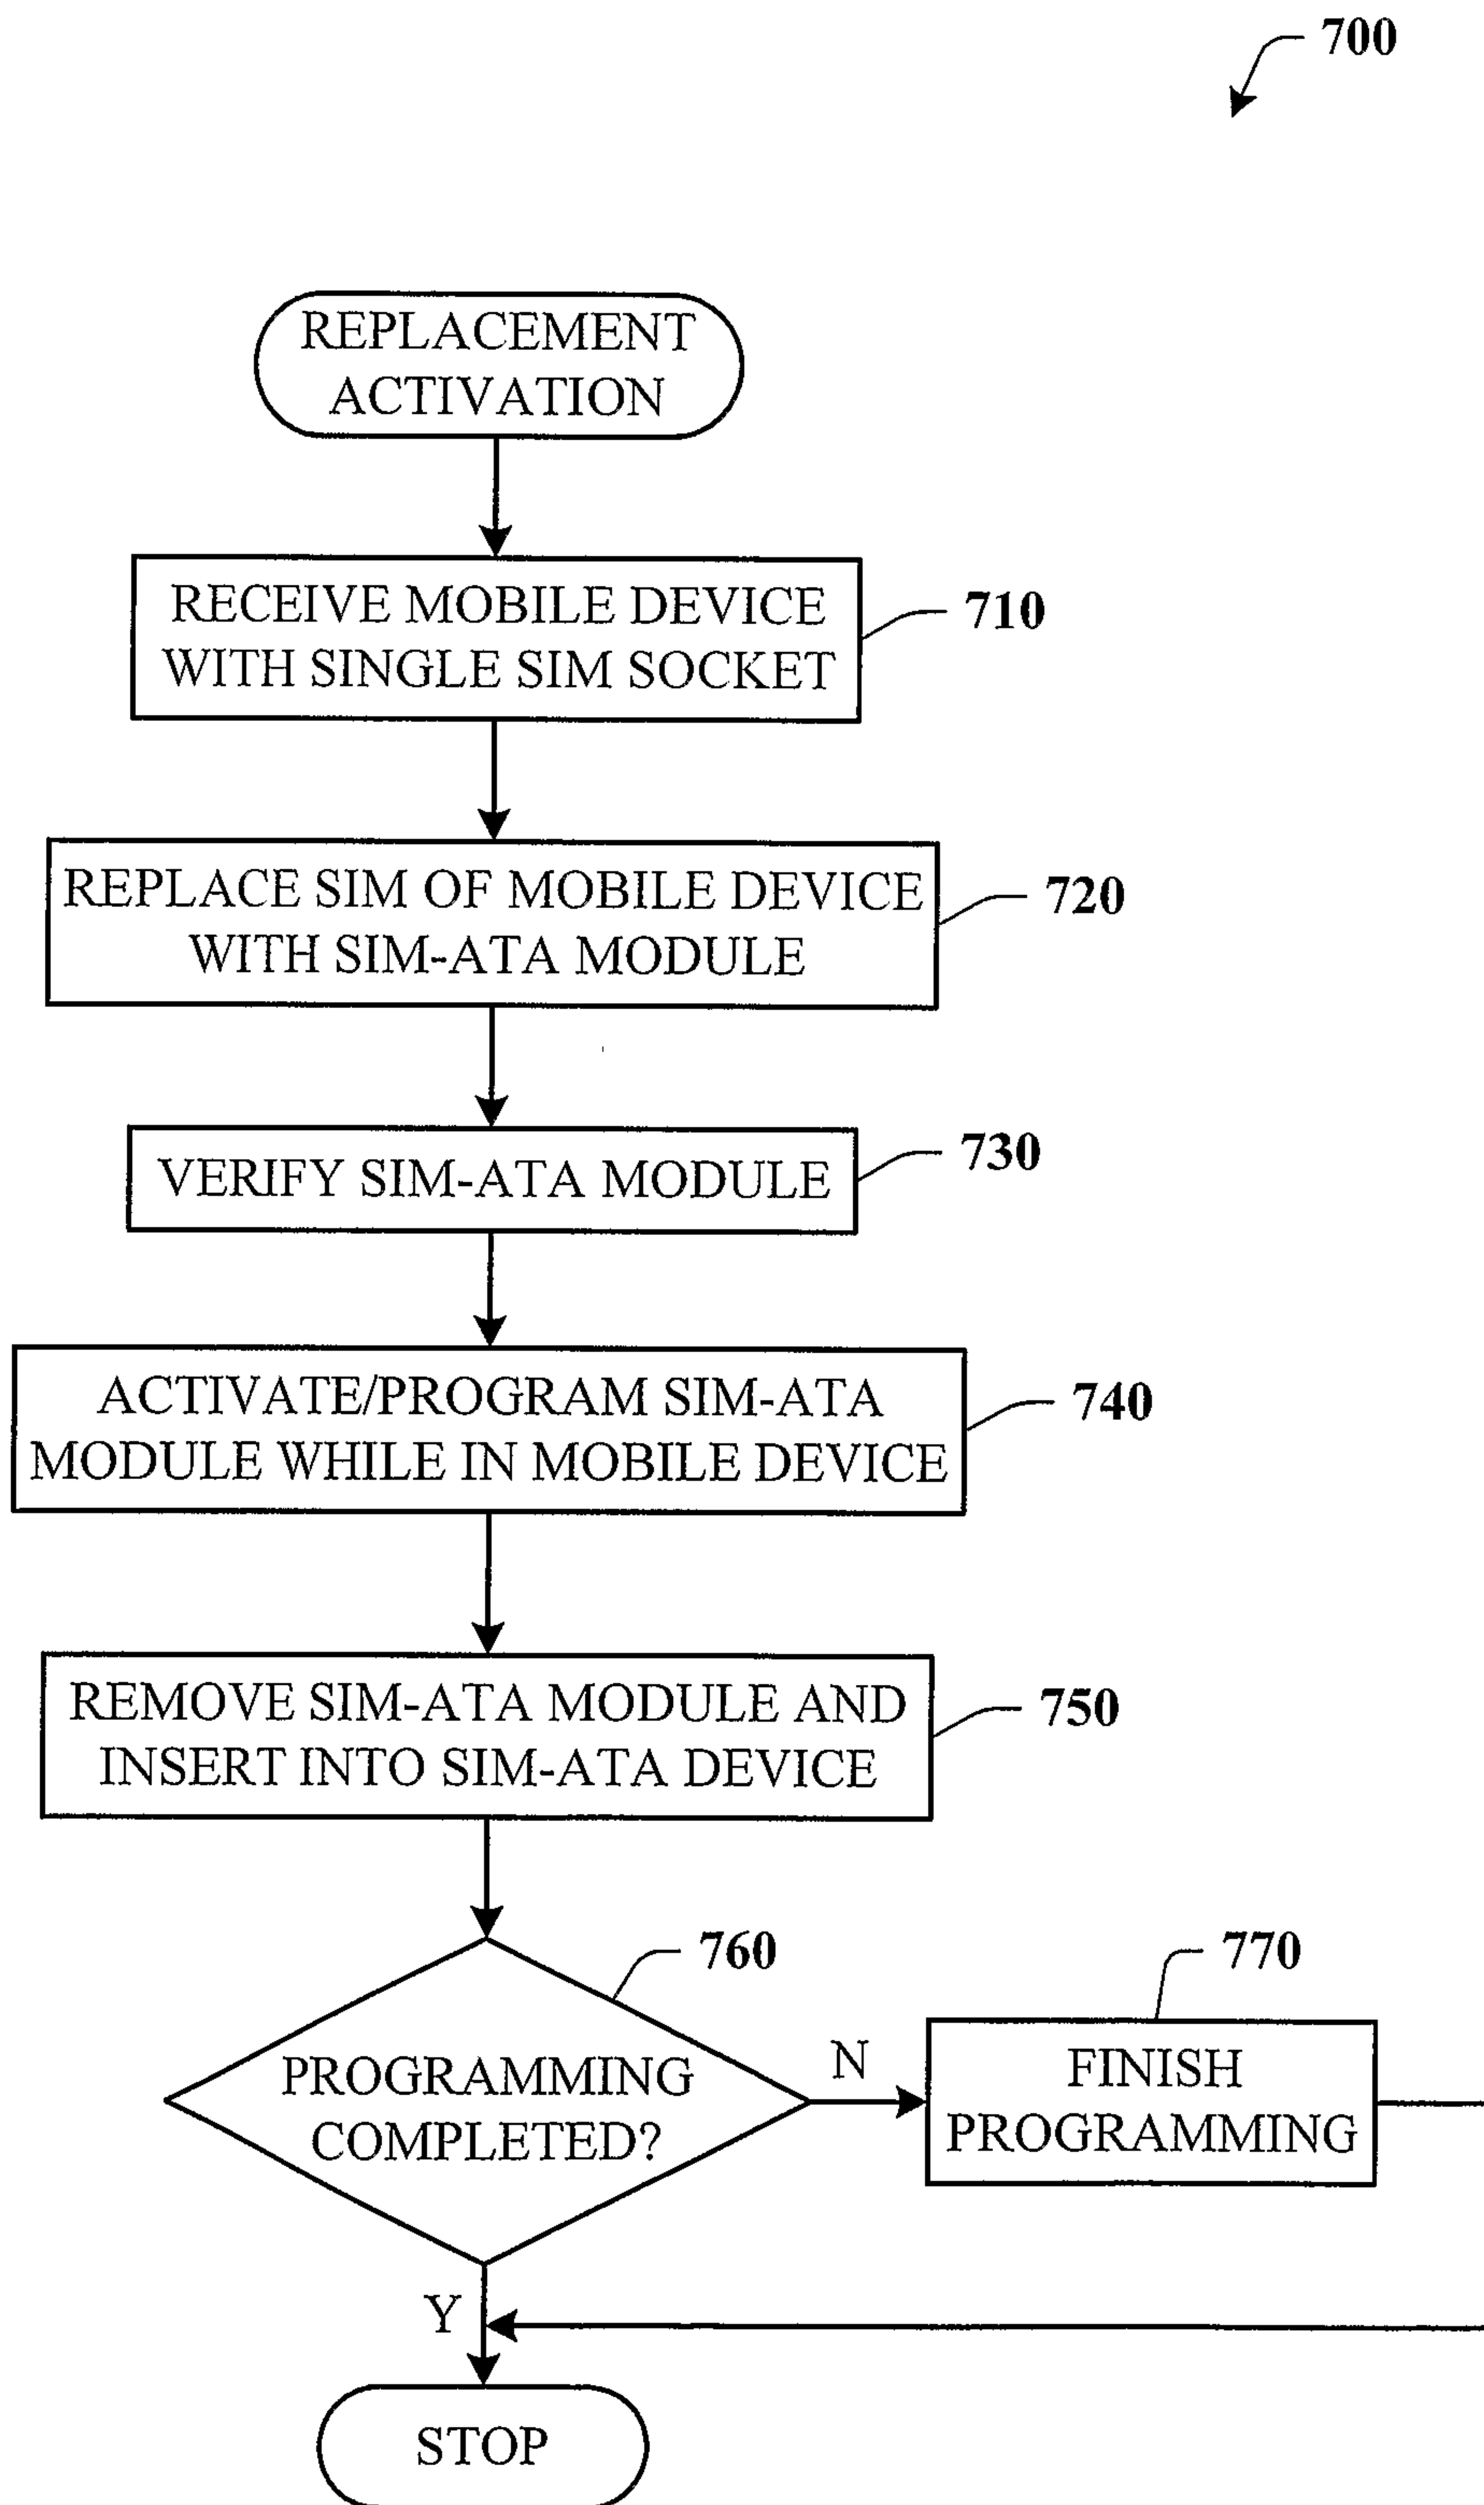 700
REPLACEMENT
ACTIVATION
RECEIVE MOBILE DEVICE
WITH SINGLE SIM SOCKET
710
REPLACE SIM OF MOBILE DEVICE
WITH SIM-ATA MODULE
720
VERIFY SIM-ATA MODULE
730
ACTIVATE/PROGRAM SIM-ATA
MODULE WHILE IN MOBILE DEVICE
740
REMOVE SIM-ATA MODULE AND
INSERT INTO SIM-ATA DEVICE
750
PROGRAMMING
COMPLETED?
760
N
770
FINISH
PROGRAMMING
Y
STOP